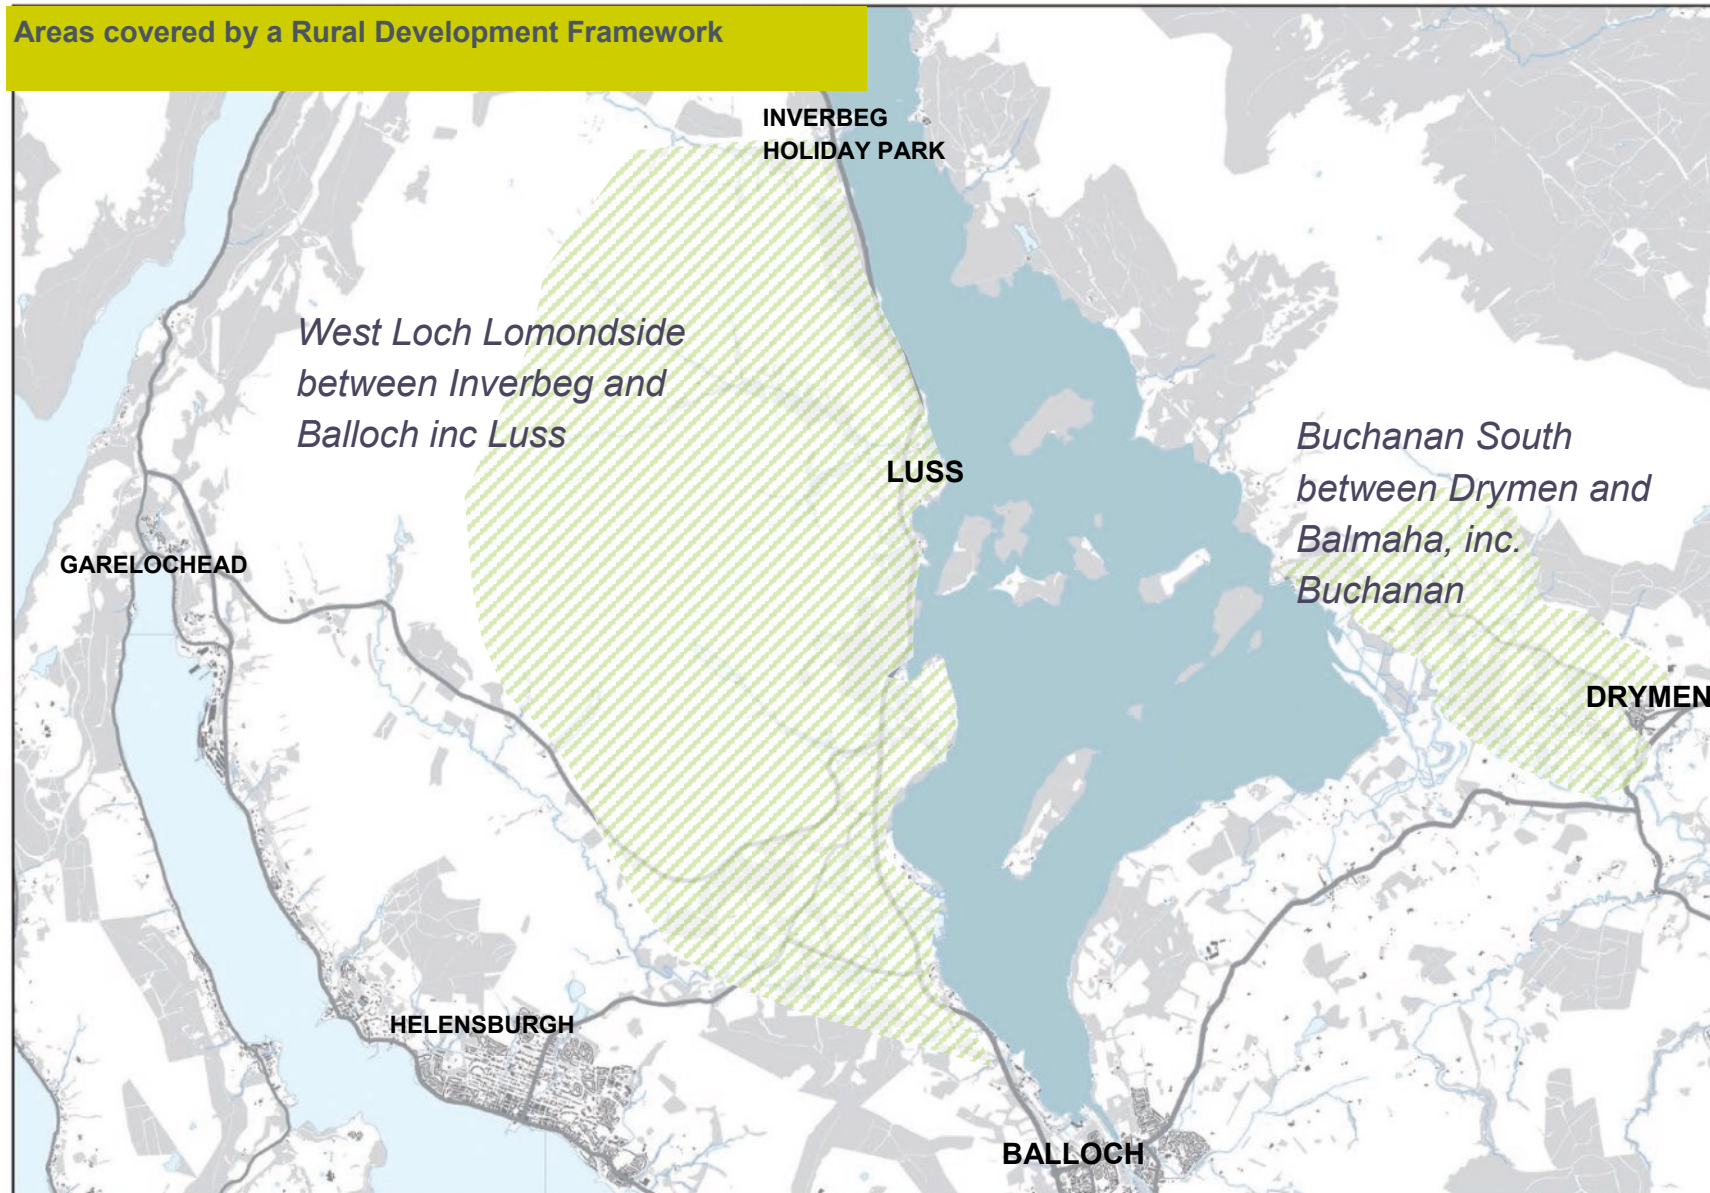 Areas covered by a Rural Development Framework
INVERBEG
HOLIDAY PARK
West Loch Lomondside
between Inverbeg and
Balloch inc Luss
LUSS
Buchanan South
between Drymen and
Balmaha, inc.
Buchanan
GARELOCHEAD
DRYMEN
HELENSBURGH
BALLOCH